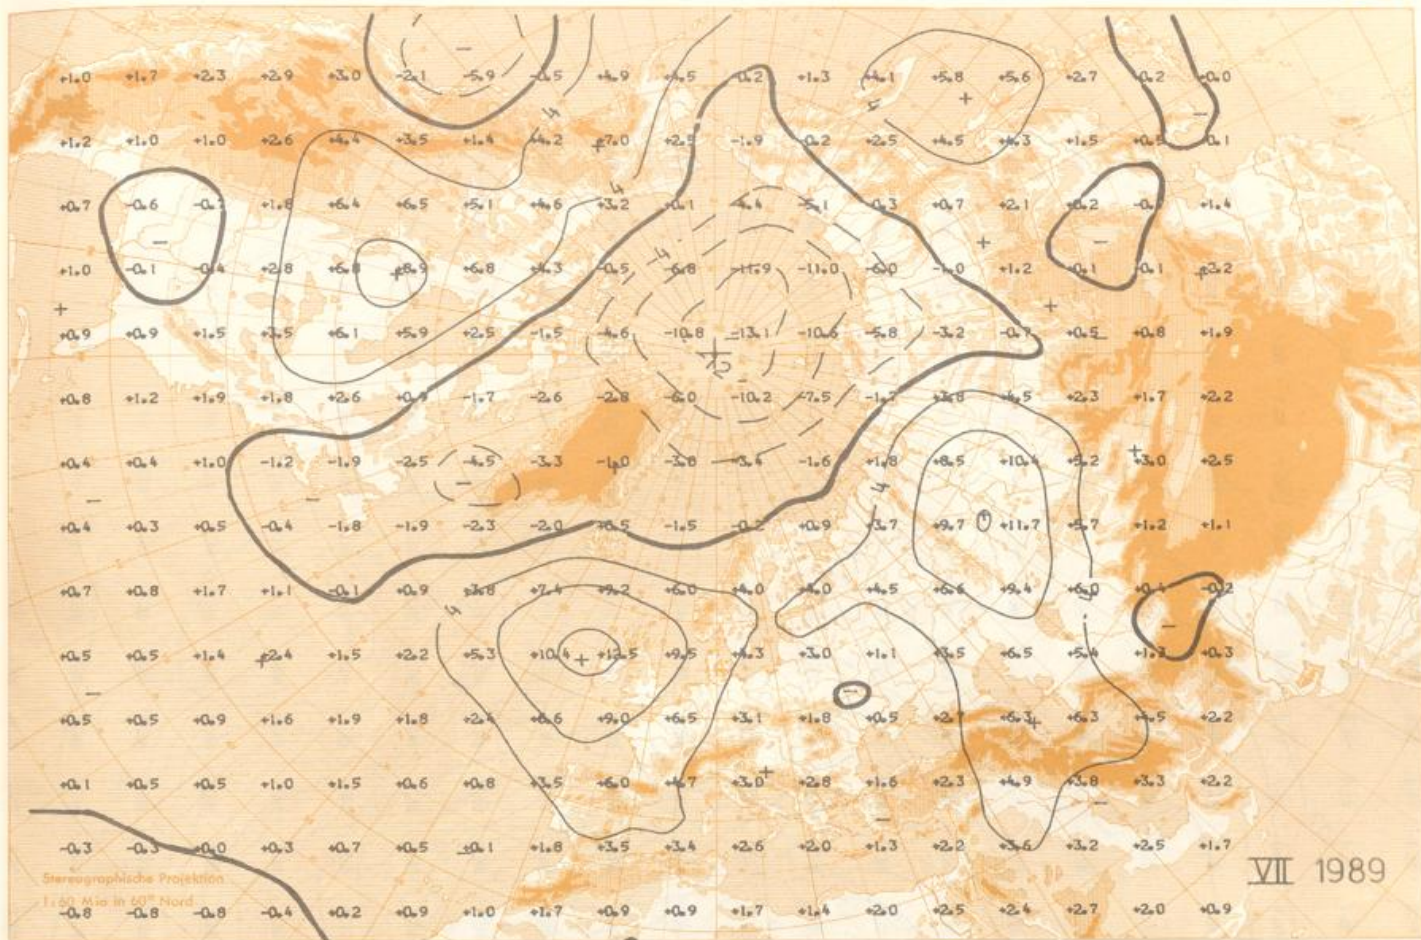 +1.0 +1.7 +2.3 +2.9 +3.0 -2.1 -5.9 -0.5 +4.9 +4.5 -0.2 +1.3 +4.1 +5.8 +5.6 +2.7 -0.2 -0.0
4
+1.2 +1.0 +1.0 +2.6 +4.4 +3.5 +1.4 +4.2 +7.0 +2.5 -1.9 -0.2 +2.5 +4.5 +4.3 +1.5 +0.5 -0.1
4
+0.7 -0.6 -0.7 +1.8 +6.4 +6.5 +5.1 +4.6 +3.2 +0.1 -4.4 -5.1 -0.3 +0.7 +2.1 +0.2 +1.4
-4
+1.0 -0.1 -0.4 +2.8 +6.8 +8.9 +6.8 +4.3 -0.5 -6.8 -11.9 -11.0 -6.0 -1.0 +1.2 -0.1 -0.1 +2.2
+0.9 +0.9 +1.5 +3.5 +6.1 +5.9 +2.5 -1.5 -4.6 -10.8 -13.1 -10.6 -5.8 -3.2 -0.7 +0.5 +0.8 +1.9
+0.8 +1.2 +1.9 +1.8 +2.6 +0.9 -1.7 -2.6 -2.8 -6.0 -10.2 -7.5 -1.7 +3.8 +4.5 +2.3 +1.7 +2.2
+0.4 +0.4 +1.0 -1.2 -1.9 -2.5 -4.5 -3.3 -1.0 -3.8 -3.4 -1.6 +1.8 +8.5 +10.4 +5.2 +3.0 +2.5
4
+0.4 +0.3 +0.5 -0.4 -1.8 -1.9 -2.3 -2.0 +0.5 -1.5 -0.2 +0.9 +3.7 +9.7 +11.7 +5.7 +1.2 +1.1
+0.7 +0.8 +1.7 +1.1 -0.1 +0.9 +3.8 +7.4 +9.2 +6.0 +4.0 +4.0 +4.5 +6.6 +9.4 +6.0 +0.4 -0.2
4
+0.5 +0.5 +1.4 +2.4 +1.5 +2.2 +5.3 +10.4 +12.5 +9.5 +4.3 +3.0 +1.1 +3.5 +6.5 +5.4 +1.3 +0.3
+0.5 +0.5 +0.9 +1.6 +1.9 +1.8 +2.4 +6.6 +9.0 +6.5 +3.1 +1.8 +0.5 +2.7 +6.3 +6.3 +4.5 +2.2
+0.1 +0.5 +0.5 +1.0 +1.5 +0.6 +0.8 +3.5 +6.0 +4.7 +3.0 +2.8 +1.6 +2.3 +4.9 +3.8 +3.3 +2.2
-0.3 -0.3 -0.0 +0.3 +0.7 +0.5 +0.1 +1.8 +3.5 +3.4 +2.6 +2.0 +1.3 +2.2 +3.6 +3.2 +2.5 +1.7
VII 1989
Stereographische Projektion
1:60 Mio in 60° Nord
-0.8 -0.8 -0.8 -0.4 +0.2 +0.9 +1.0 +1.7 +0.9 +0.9 +1.7 +1.4 +2.0 +2.5 +2.4 +2.7 +2.0 +0.9